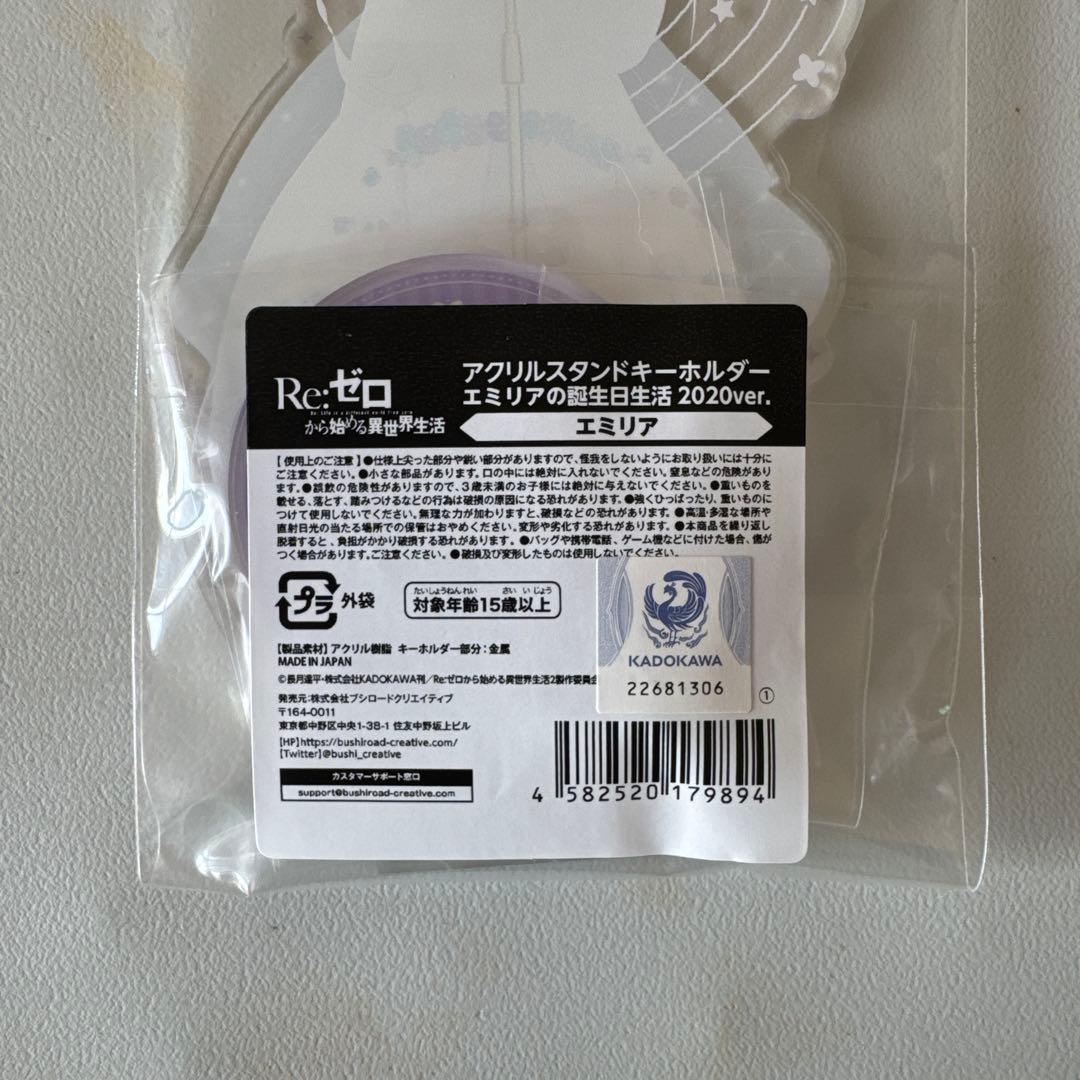 Re:ゼロ
Re: Life in a different world from zero
から始める異世界生活
アクリルスタンドキーホルダー
エミリアの誕生日生活 2020ver.
エミリア
【使用上のご注意】●仕様上尖った部分や鋭い部分がありますので、怪我をしないようにお取り扱いには十分に
ご注意ください。●小さな部品があります。口の中には絶対に入れないでください。窒息などの危険があり
ます。●誤飲の危険性がありますので、3歳未満のお子様には絶対に与えないでください。●重いものを
載せる、落とす、踏みつけるなどの行為は破損の原因になる恐れがあります。●強くひっぱったり、重いものに
つけて使用しないでください。無理な力が加わりますと、破損などの恐れがあります。●高温・多湿な場所や
直射日光の当たる場所での保管はおやめください。変形や劣化する恐れがあります。●本商品を繰り返し
脱着すると、負担がかかり破損する恐れがあります。●バッグや携帯電話、ゲーム機などに付けた場合、傷が
つく場合があります。ご注意ください。●破損及び変形したものは使用しないでください。
プラ 外袋
たいしょうねんれい さい いじょう
対象年齢15歳以上
【製品素材】アクリル樹脂 キーホルダー部分：金属
MADE IN JAPAN
©長月達平・株式会社KADOKAWA刊／Re:ゼロから始める異世界生活2製作委員会
発売元：株式会社ブシロードクリエイティブ
〒164-0011
東京都中野区中央1-38-1 住友中野坂上ビル
[HP]https://bushiroad-creative.com/
[Twitter]@bushi_creative
カスタマーサポート窓口
support@bushiroad-creative.com
KADOKAWA
22681306
①
4 582520 179894